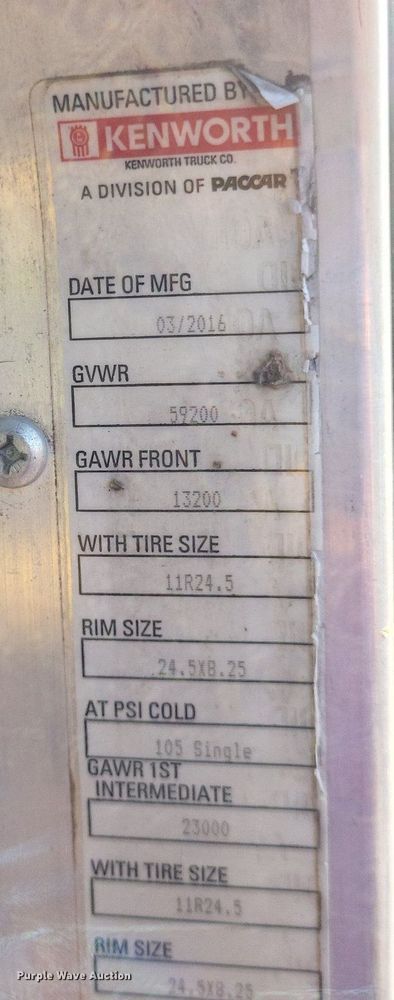 MANUFACTURED BY
KENWORTH
KENWORTH TRUCK CO.
A DIVISION OF PACCAR
DATE OF MFG
03/2016
GVWR
59200
GAWR FRONT
13200
WITH TIRE SIZE
11R24.5
RIM SIZE
24.5X8.25
AT PSI COLD
105 Single
GAWR 1ST
INTERMEDIATE
23000
WITH TIRE SIZE
11R24.5
RIM SIZE
24.5X8.25
Purple Wave Auction